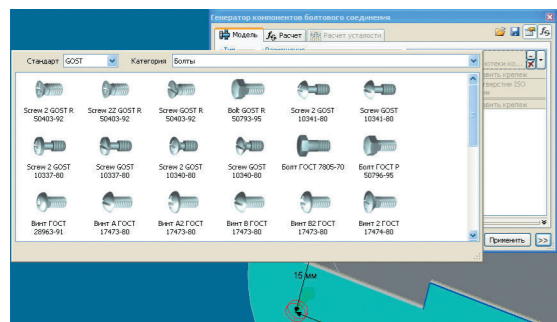 Генератор компонентов болтового соединения
Модель Расчет Расчет усталости
Стандарт GOST Категория Болты
Screw 2 GOST R 50403-92
Screw 2Z GOST R 50403-92
Screw GOST R 50403-92
Bolt GOST R 50793-95
Screw 2 GOST 10341-80
Screw GOST 10341-80
Screw 2 GOST 10337-80
Screw GOST 10337-80
Screw 2 GOST 10340-80
Screw GOST 10340-80
Болт ГОСТ 7805-70
Болт ГОСТ Р 50796-95
Винт ГОСТ 28963-91
Винт А ГОСТ 17473-80
Винт А2 ГОСТ 17473-80
Винт В ГОСТ 17473-80
Винт В2 ГОСТ 17473-80
Винт 2 ГОСТ 17474-80
Применить >>
15 мм